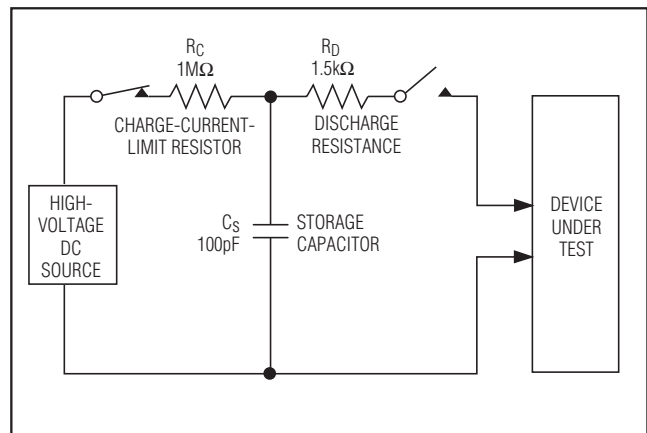 R_C
1MΩ
CHARGE-CURRENT-
LIMIT RESISTOR
R_D
1.5kΩ
DISCHARGE
RESISTANCE
HIGH-
VOLTAGE
DC
SOURCE
C_S
100pF
STORAGE
CAPACITOR
DEVICE
UNDER
TEST